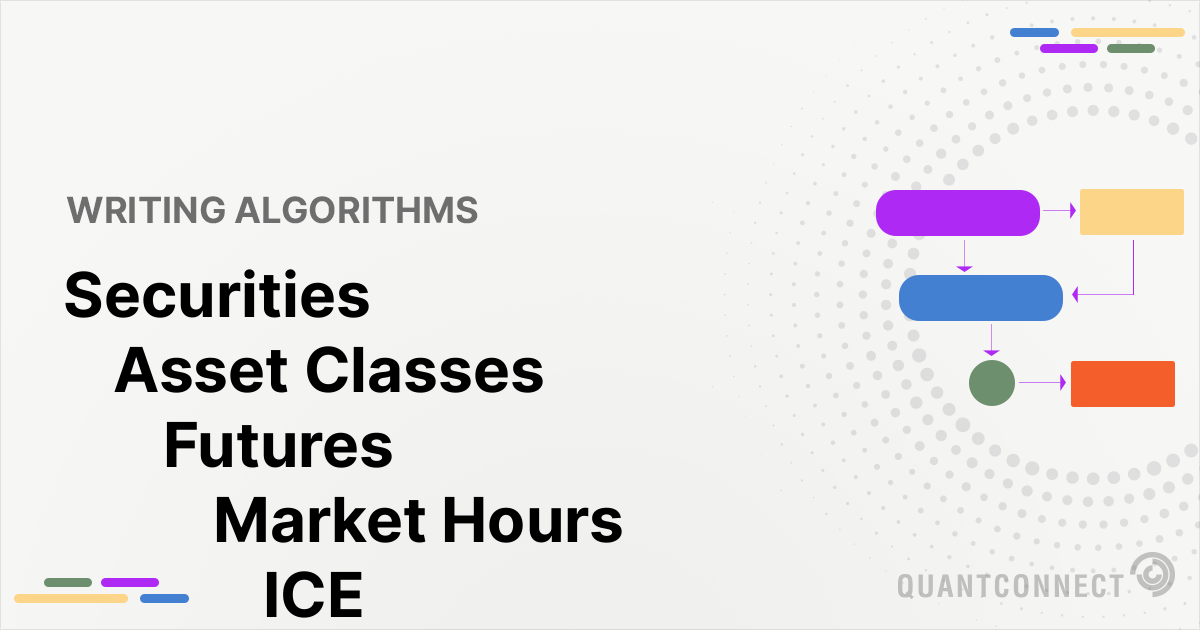 WRITING ALGORITHMS
Securities
Asset Classes
Futures
Market Hours
ICE
QUANTCONNECT